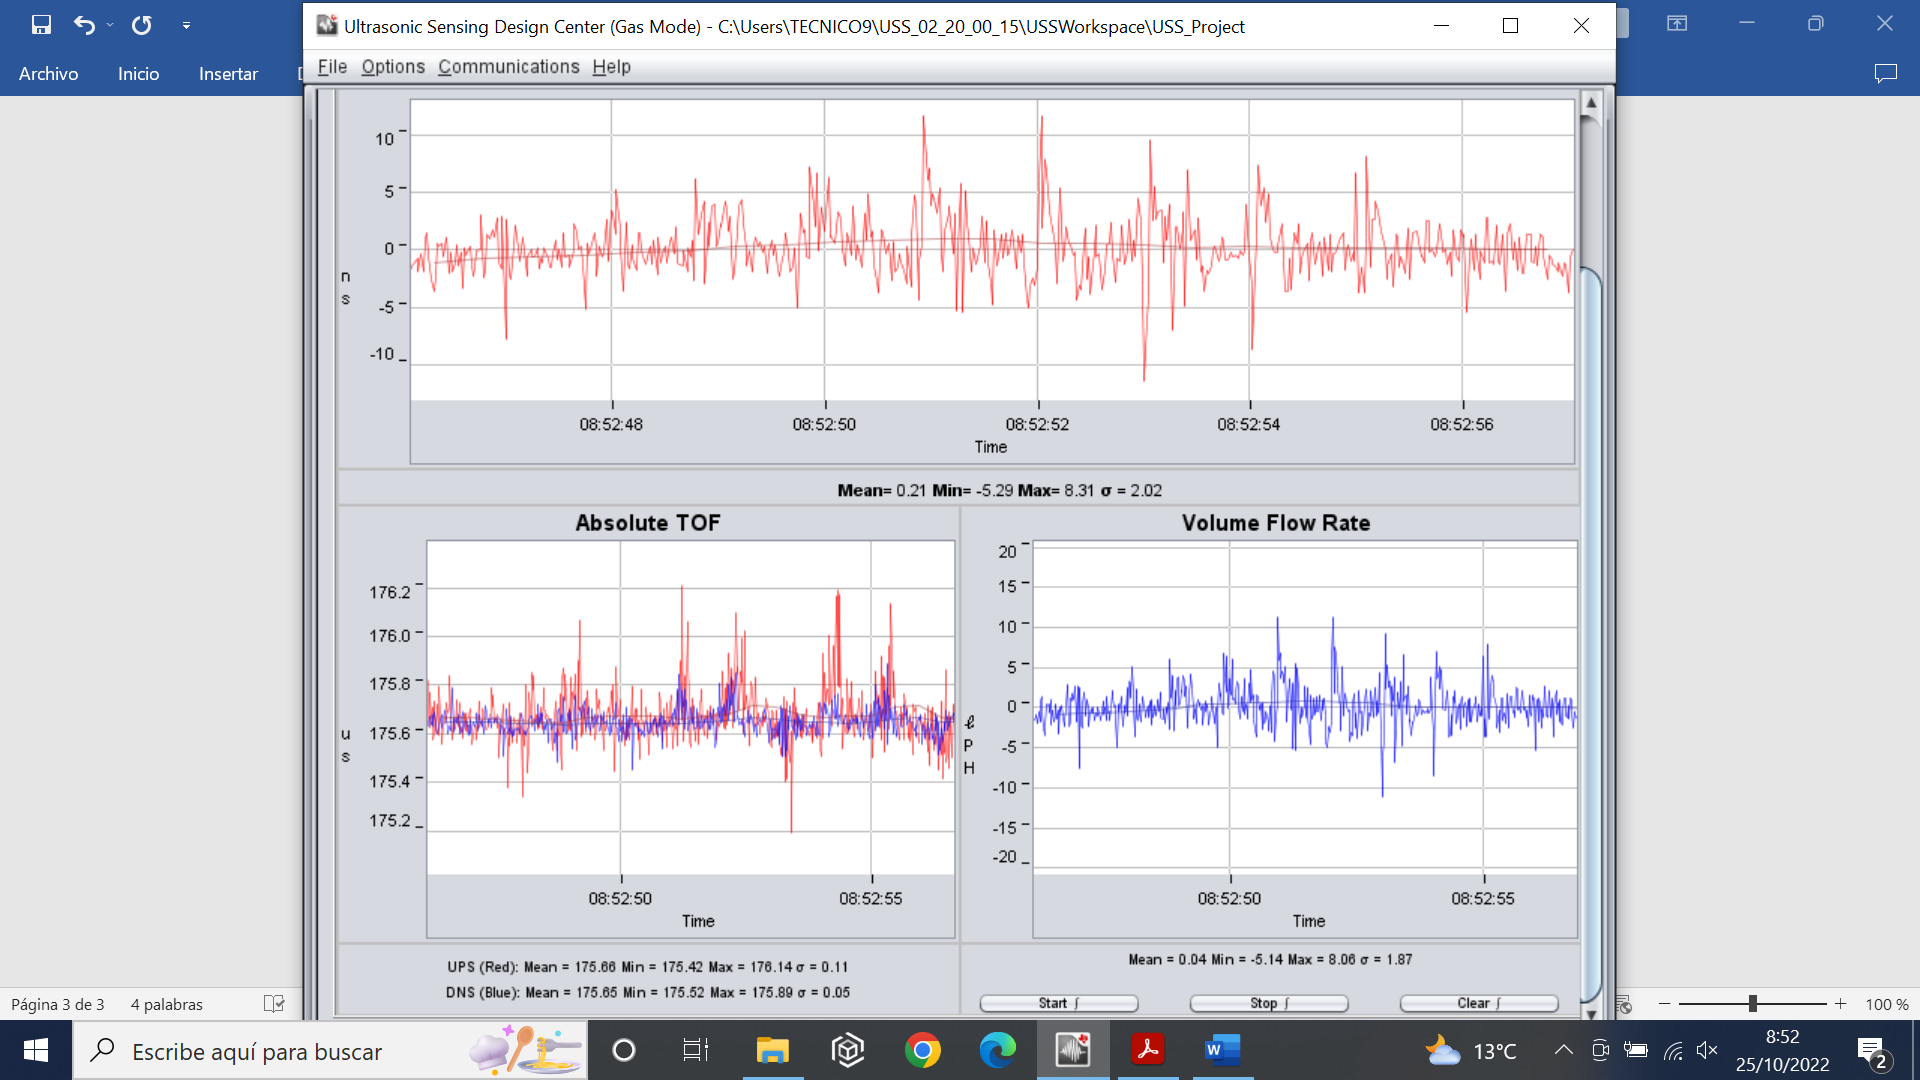 Ultrasonic Sensing Design Center (Gas Mode) - C:\Users\TECNICO9\USS_02_20_00_15\USSWorkspace\USS_Project
Archivo Inicio Insertar
File Options Communications Help
10
5
0
-5
-10
n
s
08:52:48 08:52:50 08:52:52 08:52:54 08:52:56
Time
Mean= 0.21 Min= -5.29 Max= 8.31 σ = 2.02
Absolute TOF
176.2
176.0
175.8
175.6
175.4
175.2
u
s
08:52:50 08:52:55
Time
UPS (Red): Mean = 175.66 Min = 175.42 Max = 176.14 σ = 0.11
DNS (Blue): Mean = 175.65 Min = 175.52 Max = 175.89 σ = 0.05
Volume Flow Rate
20
15
10
5
0
-5
-10
-15
-20
ℓ
P
H
08:52:50 08:52:55
Time
Mean = 0.04 Min = -5.14 Max = 8.06 σ = 1.87
Start ∫ Stop ∫ Clear ∫
Página 3 de 3 4 palabras 100 %
Escribe aquí para buscar
13°C
8:52
25/10/2022
2